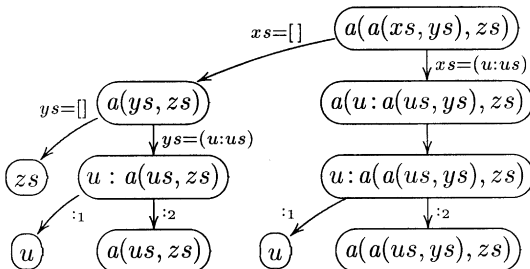 xs=[ ]
a(a(xs, ys), zs)
xs=(u:us)
ys=[]
a(ys, zs)
a(u : a(us, ys), zs)
ys=(u:us)
zs
u : a(us, zs)
u: a(a(us, ys), zs)
:1
:2
:1
:2
u
a(us, zs)
u
a(a(us, ys), zs)